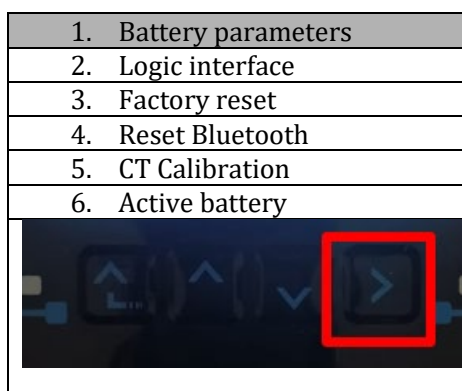 1. Battery parameters
2. Logic interface
3. Factory reset
4. Reset Bluetooth
5. CT Calibration
6. Active battery